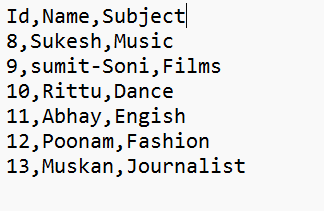 Id,Name,Subject
8,Sukesh,Music
9,sumit-Soni,Films
10,Rittu,Dance
11,Abhay,Engish
12,Poonam,Fashion
13,Muskan,Journalist